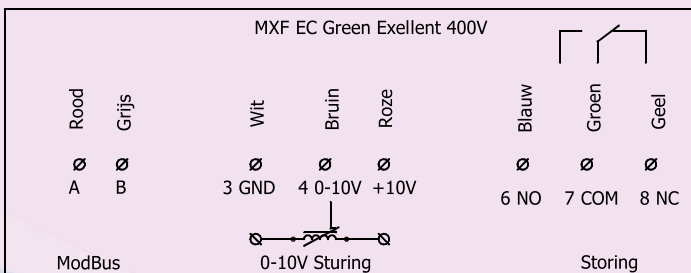 MXF EC Green Exellent 400V
Rood Grijs Wit Bruin Roze Blauw Groen Geel
A B 3 GND 4 0-10V +10V 6 NO 7 COM 8 NC
ModBus 0-10V Sturing Storing